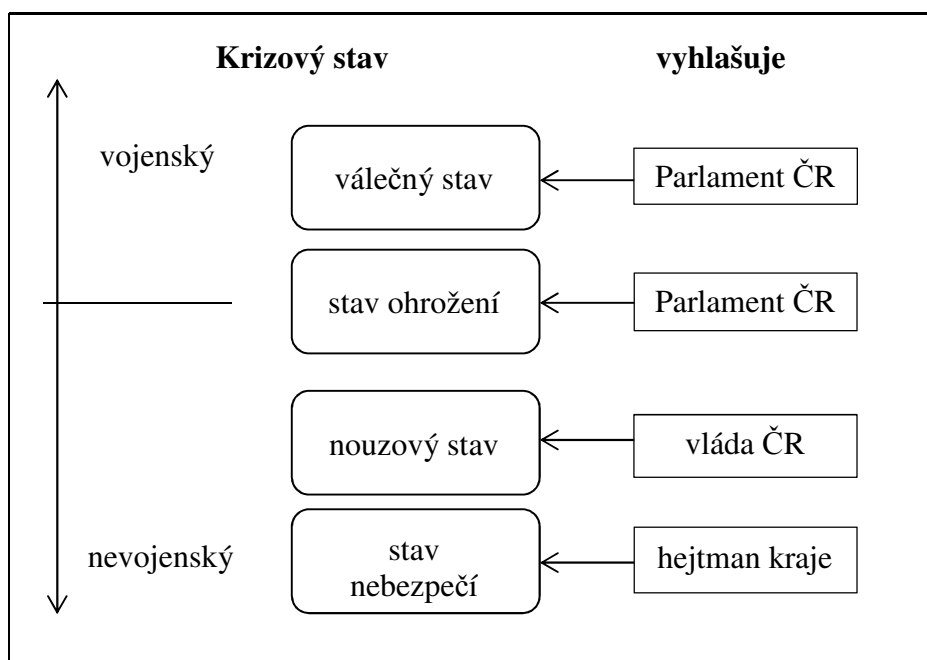 Krizový stav vyhlašuje
vojenský
válečný stav
Parlament ČR
stav ohrožení
Parlament ČR
nouzový stav
vláda ČR
nevojenský
stav
nebezpečí
hejtman kraje